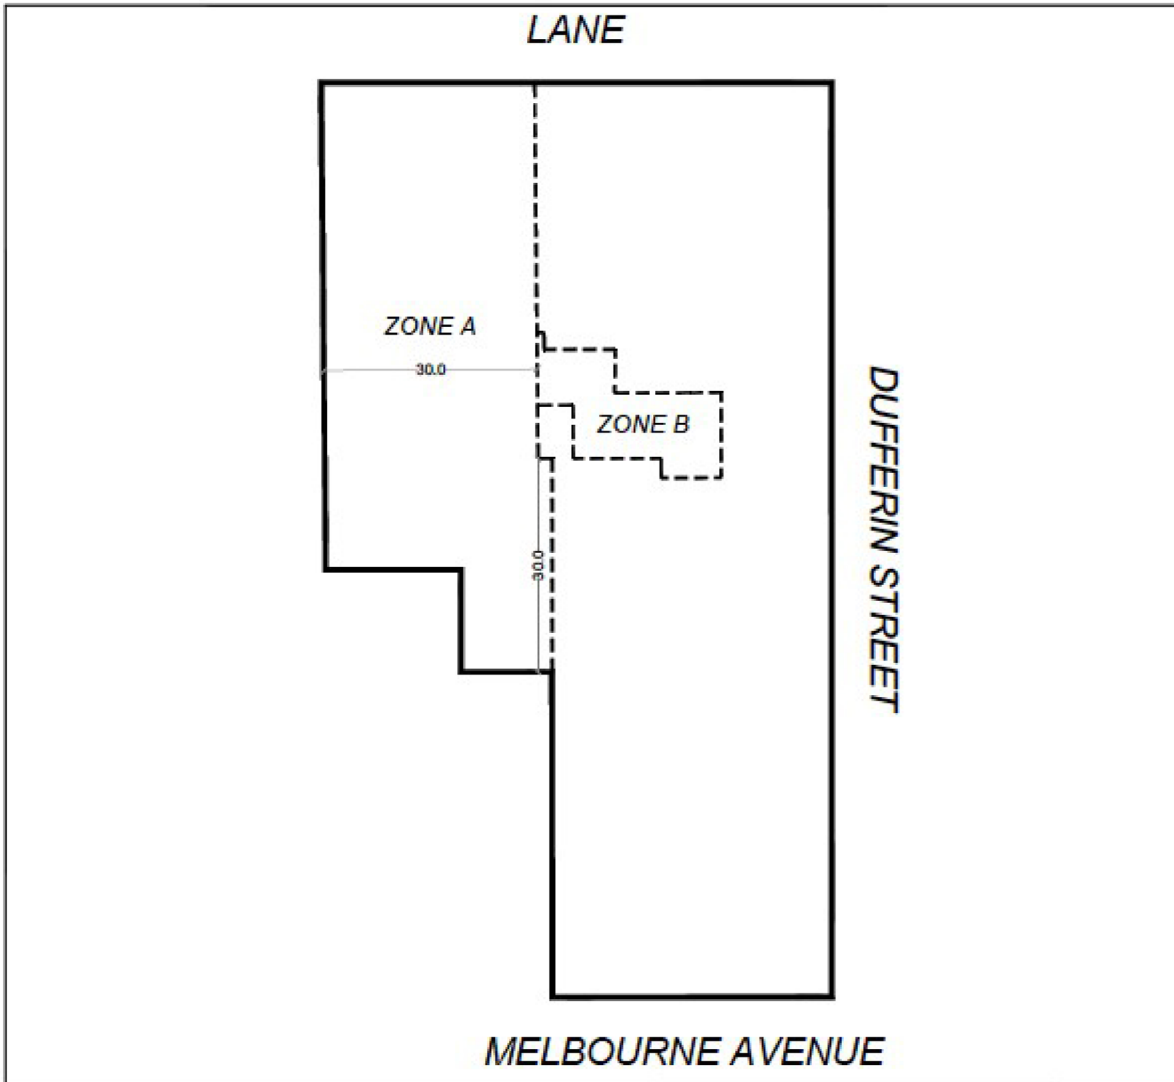 LANE
ZONE A
30.0
ZONE B
DUFFERIN STREET
30.0
MELBOURNE AVENUE